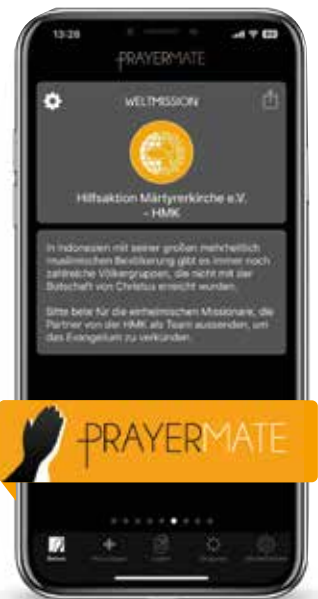 13:28
PRAYERMATE
WELTMISSION
Hilfsaktion Märtyrerkirche e.V.
- HMK
In Indonesien mit seiner großen mehrheitlich
muslimischen Bevölkerung gibt es immer noch
zahlreiche Völkergruppen, die nicht mit der
Botschaft von Christus erreicht wurden.
Bitte bete für die einheimischen Missionare, die
Partner von der HMK als Team aussenden, um
das Evangelium zu verkünden.
PRAYERMATE